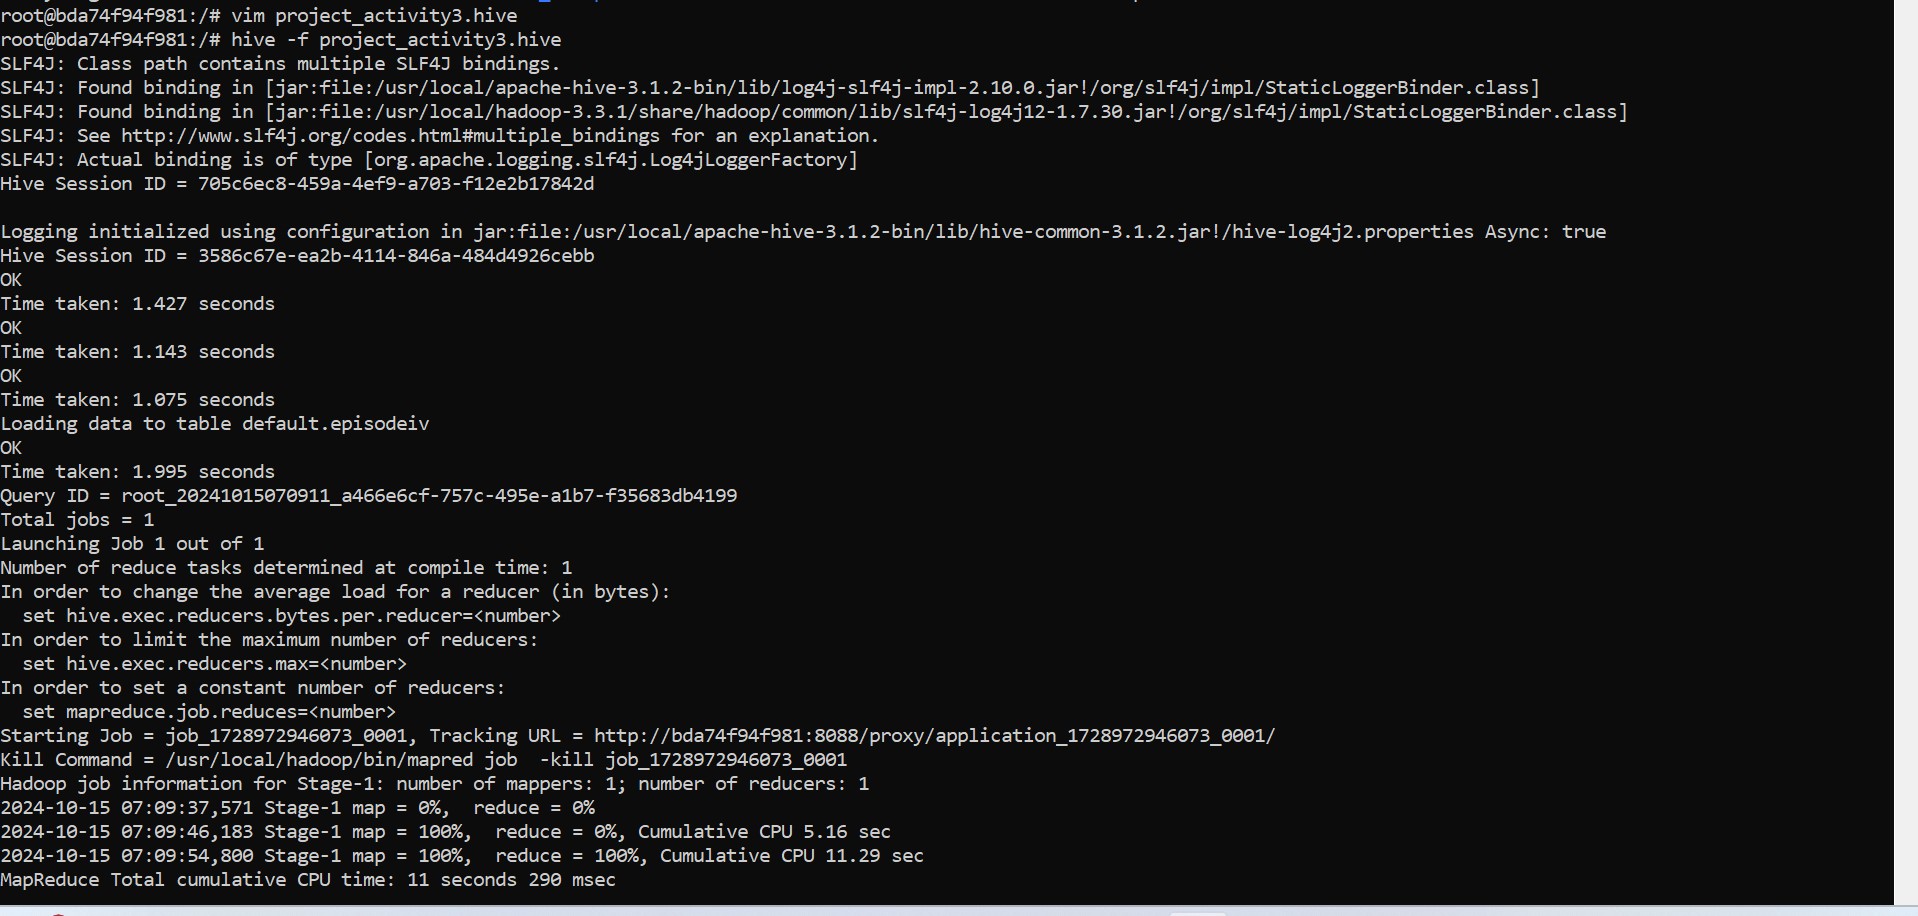 root@bda74f94f981:/# vim project_activity3.hive
root@bda74f94f981:/# hive -f project_activity3.hive
SLF4J: Class path contains multiple SLF4J bindings.
SLF4J: Found binding in [jar:file:/usr/local/apache-hive-3.1.2-bin/lib/log4j-slf4j-impl-2.10.0.jar!/org/slf4j/impl/StaticLoggerBinder.class]
SLF4J: Found binding in [jar:file:/usr/local/hadoop-3.3.1/share/hadoop/common/lib/slf4j-log4j12-1.7.30.jar!/org/slf4j/impl/StaticLoggerBinder.class]
SLF4J: See http://www.slf4j.org/codes.html#multiple_bindings for an explanation.
SLF4J: Actual binding is of type [org.apache.logging.slf4j.Log4jLoggerFactory]
Hive Session ID = 705c6ec8-459a-4ef9-a703-f12e2b17842d
Logging initialized using configuration in jar:file:/usr/local/apache-hive-3.1.2-bin/lib/hive-common-3.1.2.jar!/hive-log4j2.properties Async: true
Hive Session ID = 3586c67e-ea2b-4114-846a-484d4926cebb
OK
Time taken: 1.427 seconds
OK
Time taken: 1.143 seconds
OK
Time taken: 1.075 seconds
Loading data to table default.episodeiv
OK
Time taken: 1.995 seconds
Query ID = root_20241015070911_a466e6cf-757c-495e-a1b7-f35683db4199
Total jobs = 1
Launching Job 1 out of 1
Number of reduce tasks determined at compile time: 1
In order to change the average load for a reducer (in bytes):
  set hive.exec.reducers.bytes.per.reducer=<number>
In order to limit the maximum number of reducers:
  set hive.exec.reducers.max=<number>
In order to set a constant number of reducers:
  set mapreduce.job.reduces=<number>
Starting Job = job_1728972946073_0001, Tracking URL = http://bda74f94f981:8088/proxy/application_1728972946073_0001/
Kill Command = /usr/local/hadoop/bin/mapred job  -kill job_1728972946073_0001
Hadoop job information for Stage-1: number of mappers: 1; number of reducers: 1
2024-10-15 07:09:37,571 Stage-1 map = 0%,  reduce = 0%
2024-10-15 07:09:46,183 Stage-1 map = 100%,  reduce = 0%, Cumulative CPU 5.16 sec
2024-10-15 07:09:54,800 Stage-1 map = 100%,  reduce = 100%, Cumulative CPU 11.29 sec
MapReduce Total cumulative CPU time: 11 seconds 290 msec